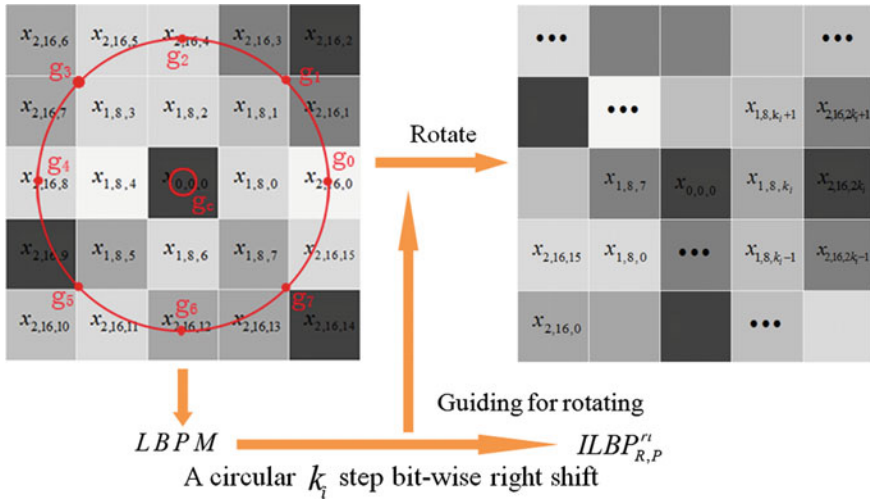 x2,16,6 x2,16,5 x2,16,4 x2,16,3 x2,16,2
g3 g2 g1
x2,16,7 x1,8,3 x1,8,2 x1,8,1 x2,16,1
g4 g0
x2,16,8 x1,8,4 x0,0,0 x1,8,0 x2,16,0
gc
x2,16,9 x1,8,5 x1,8,6 x1,8,7 x2,16,15
g5 g6 g7
x2,16,10 x2,16,11 x2,16,12 x2,16,13 x2,16,14
Rotate
••• •••
••• x1,8,ki+1 x2,16,2ki+1
x1,8,7 x0,0,0 x1,8,ki x2,16,2ki
x2,16,15 x1,8,0 ••• x1,8,ki−1 x2,16,2ki−1
x2,16,0 •••
Guiding for rotating
LBPM ILBP^{ri}_{R,P}
A circular ki step bit-wise right shift